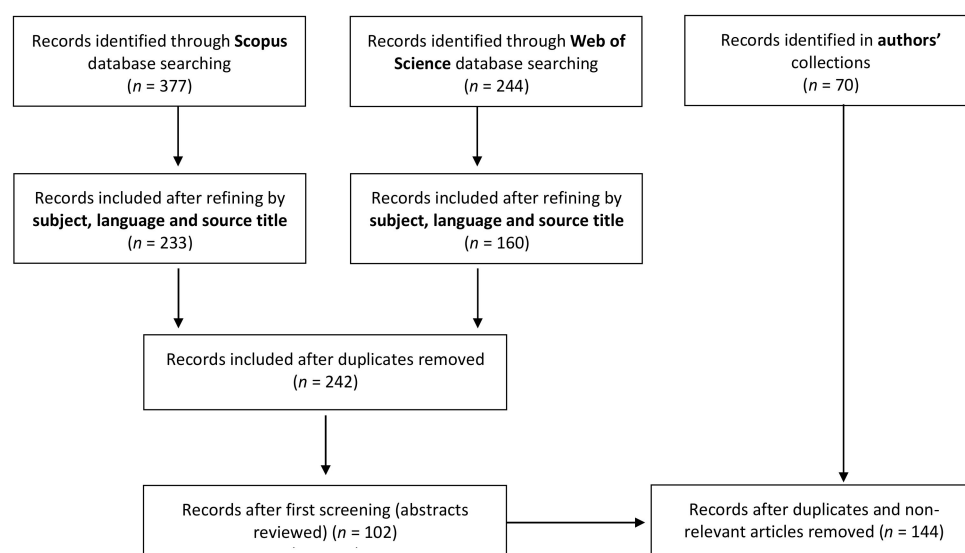 Records identified through Scopus
database searching
(n = 377)
Records identified through Web of
Science database searching
(n = 244)
Records identified in authors’
collections
(n = 70)
Records included after refining by
subject, language and source title
(n = 233)
Records included after refining by
subject, language and source title
(n = 160)
Records included after duplicates removed
(n = 242)
Records after first screening (abstracts
reviewed) (n = 102)
Records after duplicates and non-
relevant articles removed (n = 144)